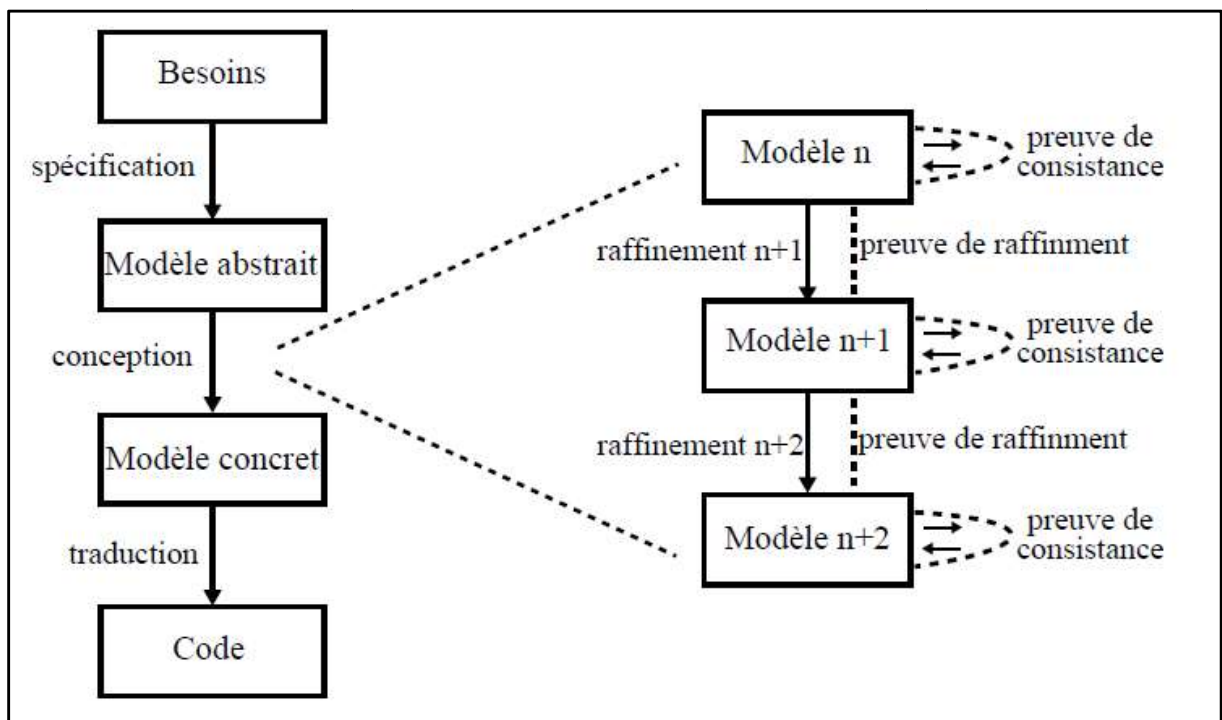 Besoins
spécification
Modèle abstrait
conception
Modèle concret
traduction
Code
Modèle n
preuve de
consistance
raffinement n+1
preuve de raffinment
Modèle n+1
preuve de
consistance
raffinement n+2
preuve de raffinment
Modèle n+2
preuve de
consistance